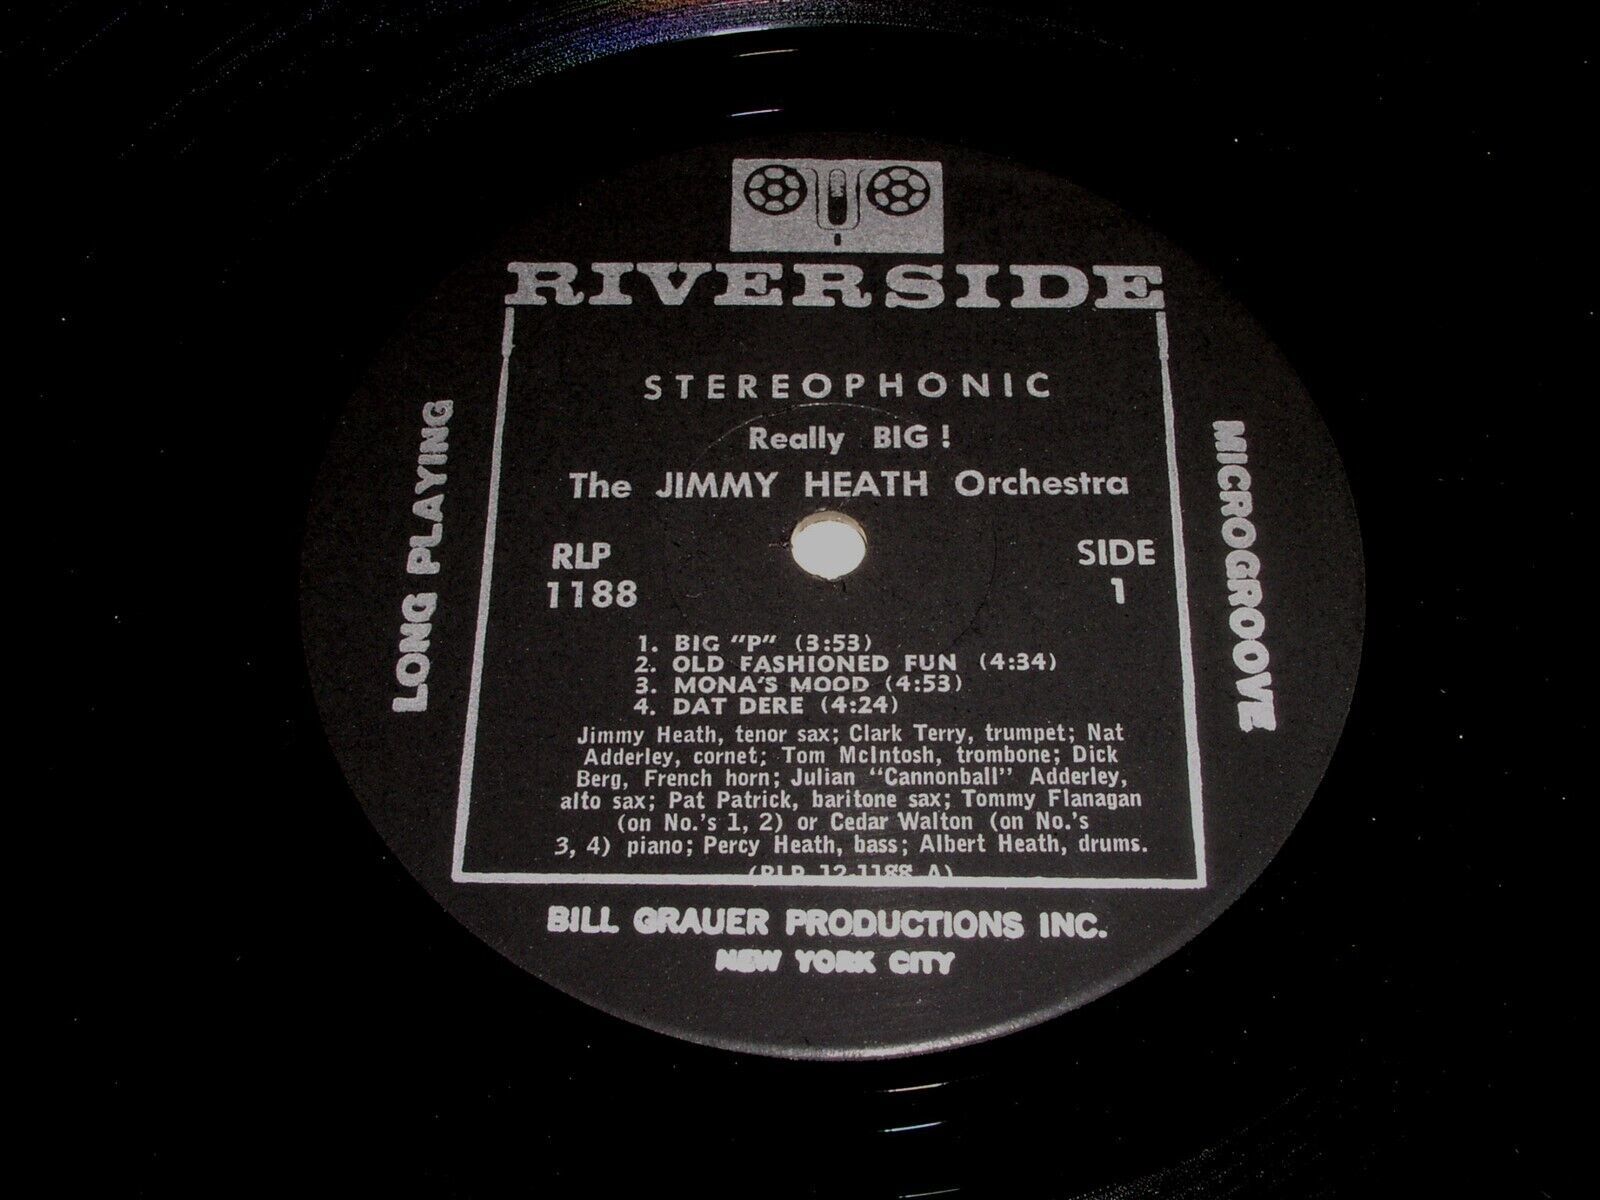 RIVERSIDE
STEREOPHONIC
Really BIG !
The JIMMY HEATH Orchestra
RLP
1188
SIDE
1
LONG PLAYING
MICROGROOVE
1. BIG "P" (3:53)
2. OLD FASHIONED FUN (4:34)
3. MONA'S MOOD (4:53)
4. DAT DERE (4:24)
Jimmy Heath, tenor sax; Clark Terry, trumpet; Nat
Adderley, cornet; Tom McIntosh, trombone; Dick
Berg, French horn; Julian "Cannonball" Adderley,
alto sax; Pat Patrick, baritone sax; Tommy Flanagan
(on No.'s 1, 2) or Cedar Walton (on No.'s
3, 4) piano; Percy Heath, bass; Albert Heath, drums.
(RLP 12-1188 A)
BILL GRAUER PRODUCTIONS INC.
NEW YORK CITY